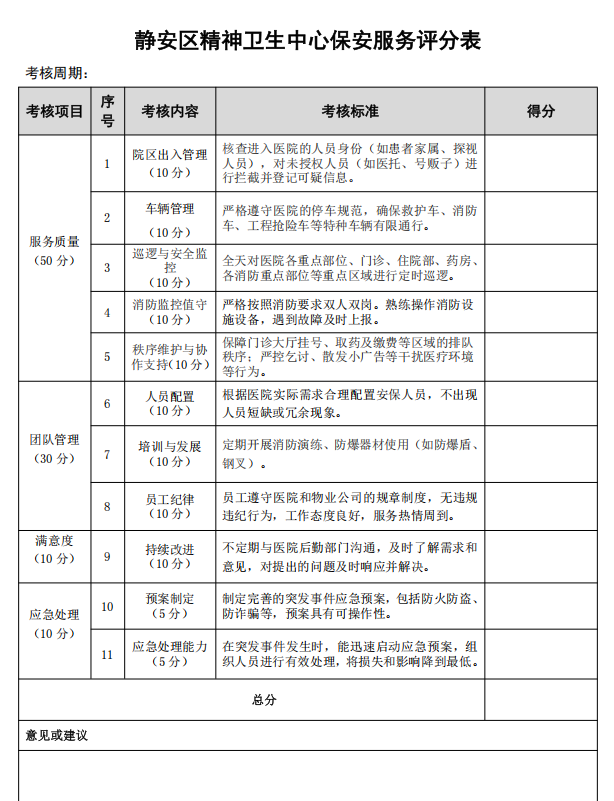 静安区精神卫生中心保安服务评分表
考核周期：
考核项目 序号 考核内容 考核标准 得分
服务质量
（50 分）
1
院区出入管理
（10 分）
核查进入医院的人员身份（如患者家属、探视
人员），对未授权人员（如医托、号贩子）进
行拦截并登记可疑信息。
2
车辆管理
（10 分）
严格遵守医院的停车规范，确保救护车、消防
车、工程抢险车等特种车辆有限通行。
3
巡逻与安全监
控
（10 分）
全天对医院各重点部位、门诊、住院部、药房、
各消防重点部位等重点区域进行定时巡逻。
4
消防监控值守
（10 分）
严格按照消防要求双人双岗。熟练操作消防设
施设备，遇到故障及时上报。
5
秩序维护与协
作支持（10 分）
保障门诊大厅挂号、取药及缴费等区域的排队
秩序；严控乞讨、散发小广告等干扰医疗环境
等行为。
团队管理
（30 分）
6
人员配置
（10 分）
根据医院实际需求合理配置安保人员，不出现
人员短缺或冗余现象。
7
培训与发展
（10 分）
定期开展消防演练、防爆器材使用（如防爆盾、
钢叉）。
8
员工纪律
（10 分）
员工遵守医院和物业公司的规章制度，无违规
违纪行为，工作态度良好，服务热情周到。
满意度
（10 分）
9
持续改进
（10 分）
不定期与医院后勤部门沟通，及时了解需求和
意见，对提出的问题及时响应并解决。
应急处理
（10 分）
10
预案制定
（5 分）
制定完善的突发事件应急预案，包括防火防盗、
防诈骗等，预案具有可操作性。
11
应急处理能力
（5 分）
在突发事件发生时，能迅速启动应急预案，组
织人员进行有效处理，将损失和影响降到最低。
总分
意见或建议